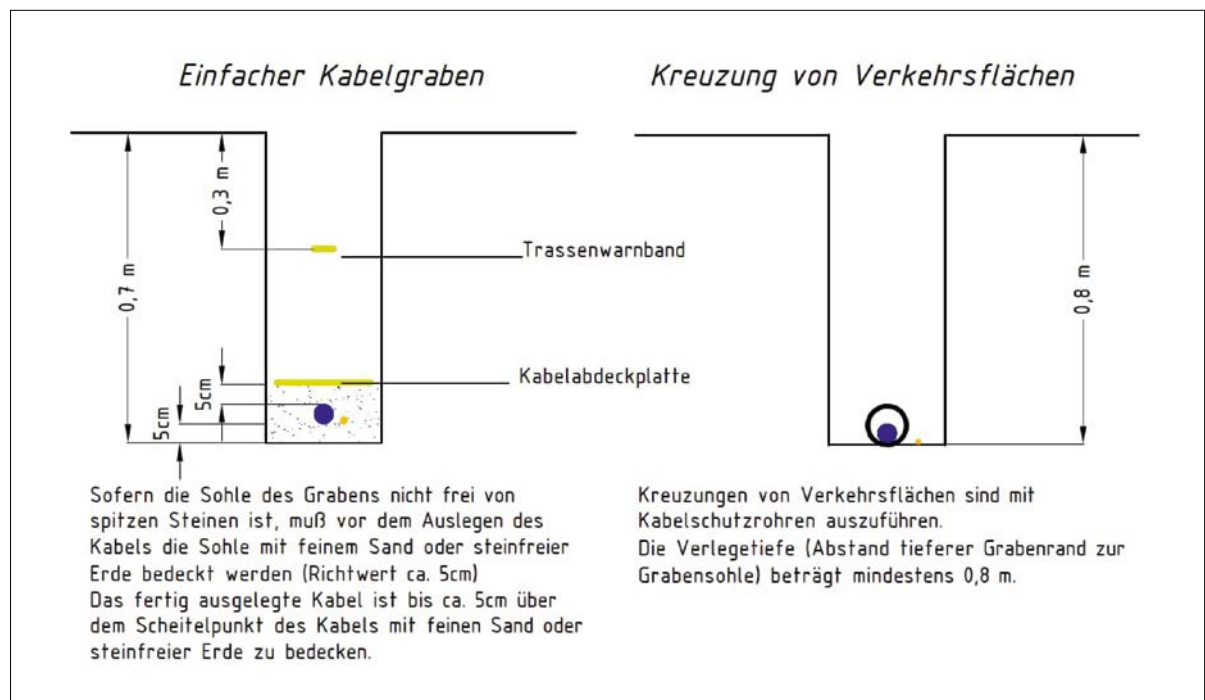 Einfacher Kabelgraben
Kreuzung von Verkehrsflächen
0,3 m
0,7 m
Trassenwarnband
0,8 m
Kabelabdeckplatte
5cm
5cm
Sofern die Sohle des Grabens nicht frei von
spitzen Steinen ist, muß vor dem Auslegen des
Kabels die Sohle mit feinem Sand oder steinfreier
Erde bedeckt werden (Richtwert ca. 5cm)
Das fertig ausgelegte Kabel ist bis ca. 5cm über
dem Scheitelpunkt des Kabels mit feinen Sand oder
steinfreier Erde zu bedecken.
Kreuzungen von Verkehrsflächen sind mit
Kabelschutzrohren auszuführen.
Die Verlegetiefe (Abstand tieferer Grabenrand zur
Grabensohle) beträgt mindestens 0,8 m.